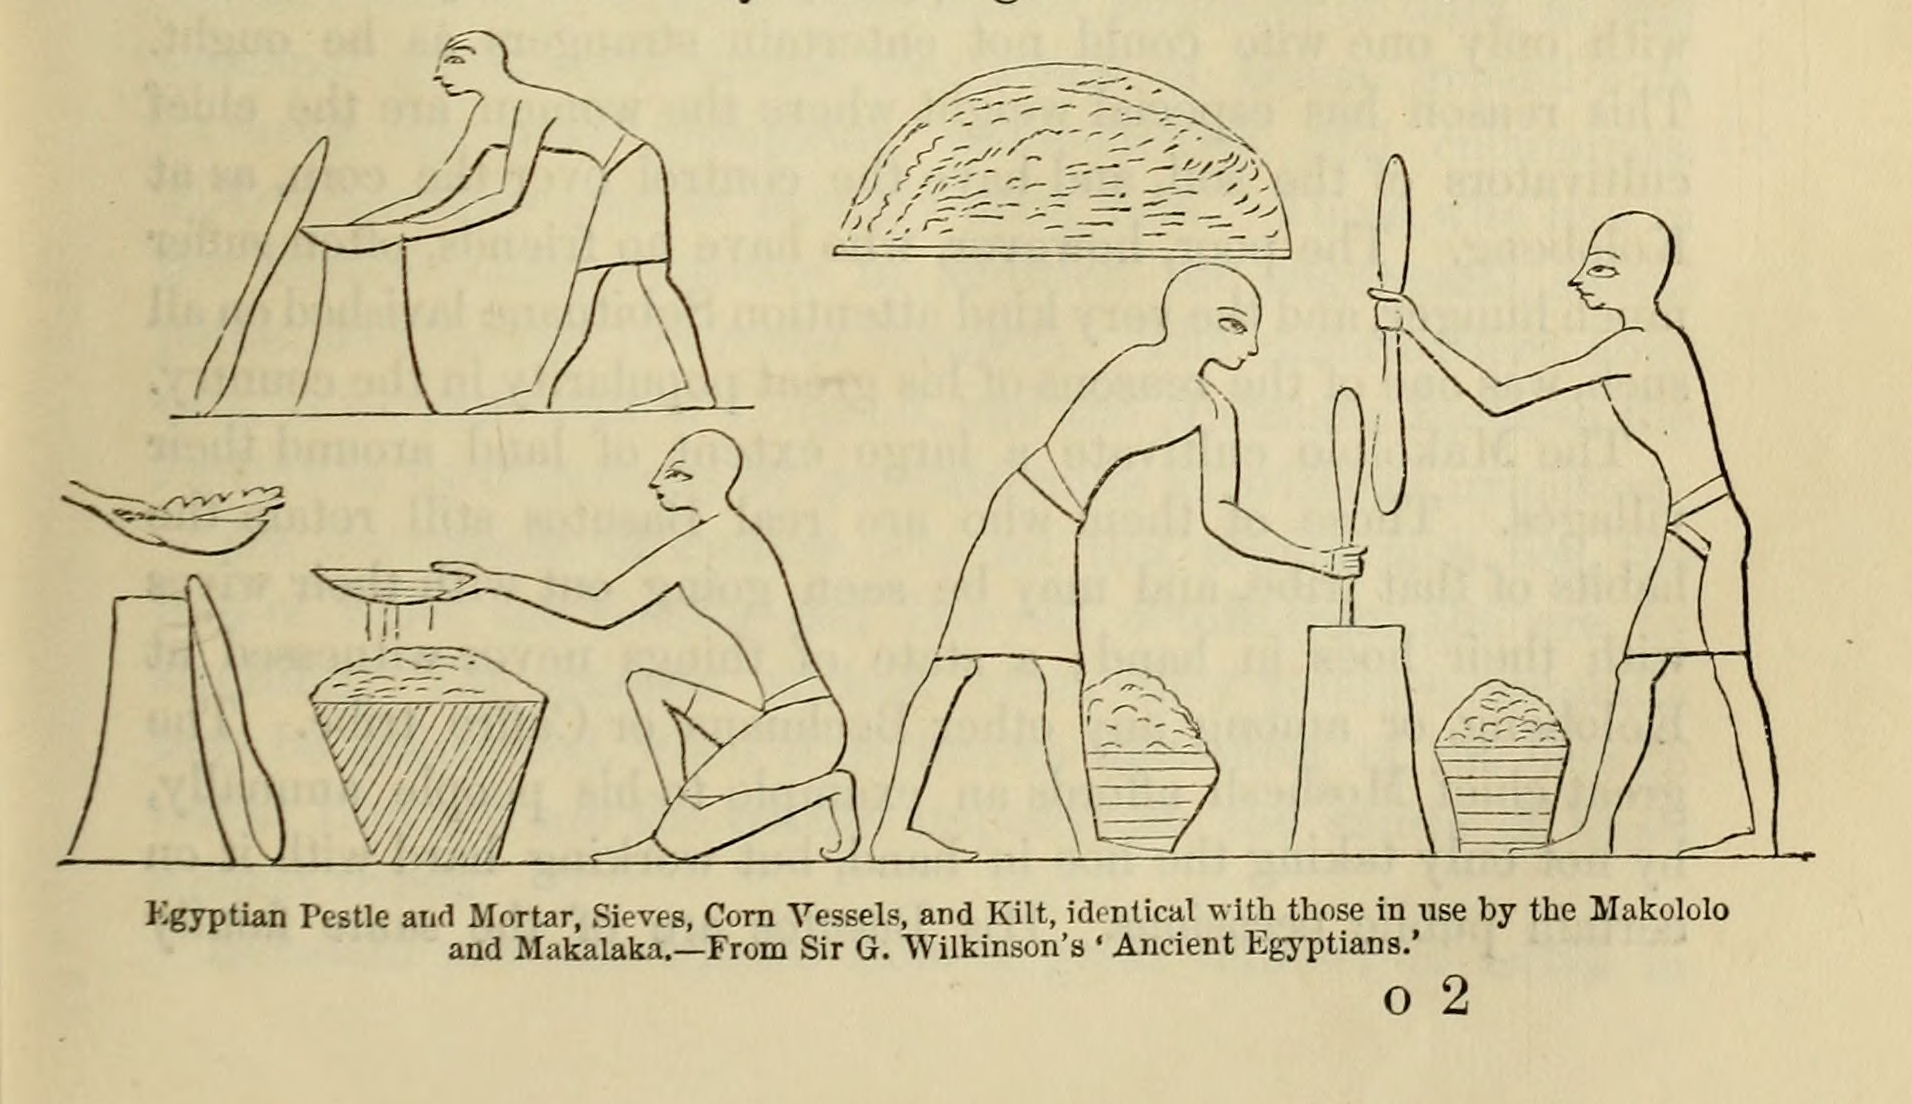 Egyptian Pestle and Mortar, Sieves, Corn Vessels, and Kilt, identical with those in use by the Makololo
and Makalaka.—From Sir G. Wilkinson's ‘Ancient Egyptians.’
O 2